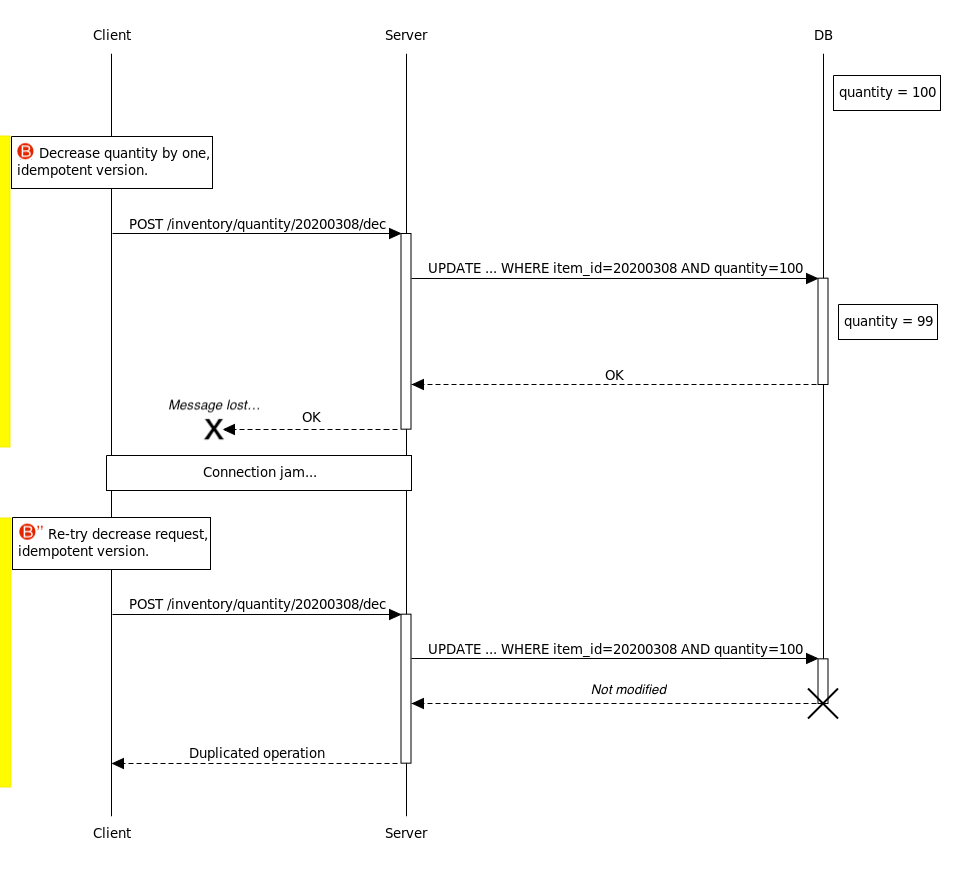 Client
Server
DB
quantity = 100
B Decrease quantity by one,
idempotent version.
POST /inventory/quantity/20200308/dec
UPDATE ... WHERE item_id=20200308 AND quantity=100
quantity = 99
OK
Message lost...
OK
X
Connection jam...
B" Re-try decrease request,
idempotent version.
POST /inventory/quantity/20200308/dec
UPDATE ... WHERE item_id=20200308 AND quantity=100
Not modified
Duplicated operation
Client
Server